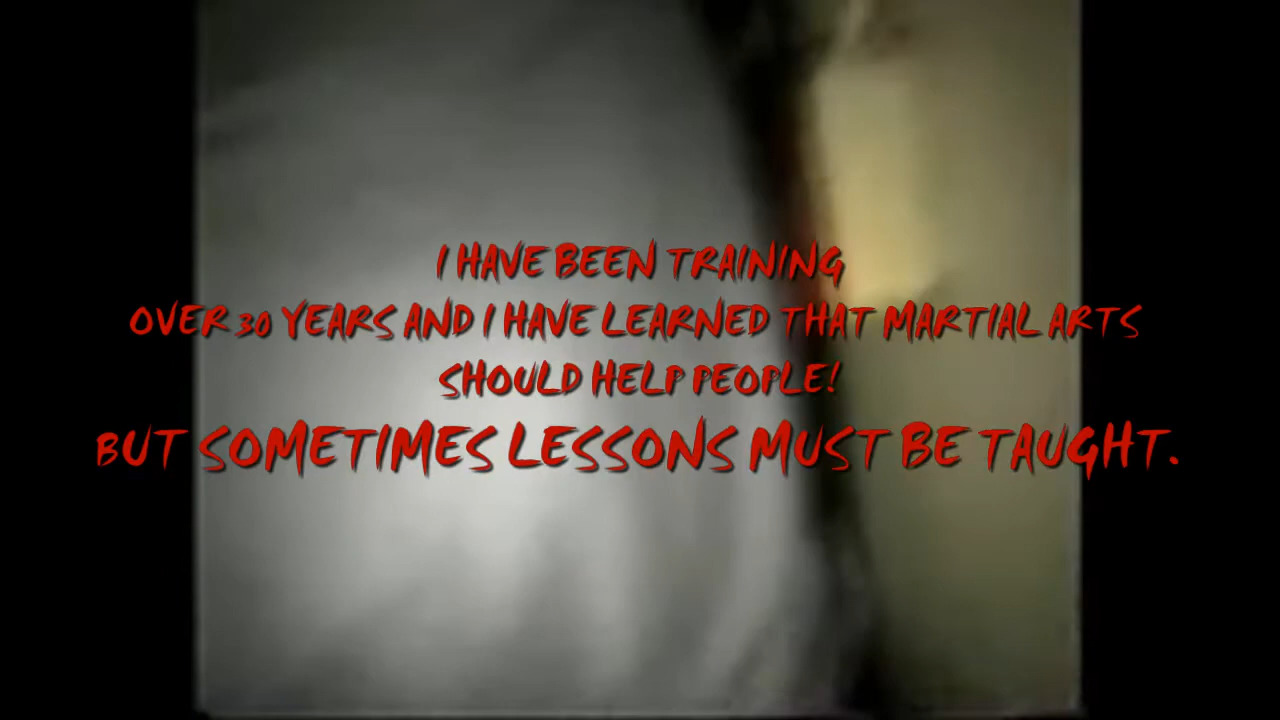 I HAVE BEEN TRAINING
OVER 30 YEARS AND I HAVE LEARNED THAT MARTIAL ARTS
SHOULD HELP PEOPLE!
BUT SOMETIMES LESSONS MUST BE TAUGHT.